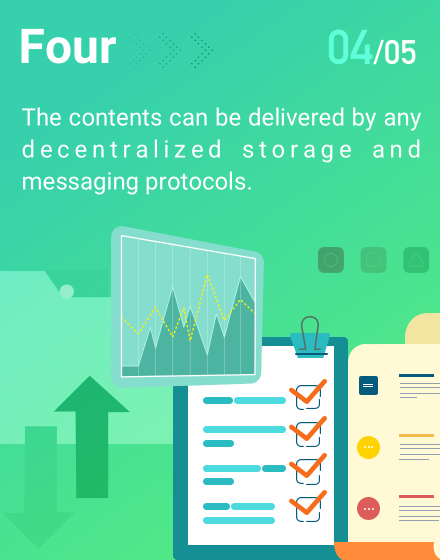 Four
04/05
The contents can be delivered by any
decentralized storage and
messaging protocols.